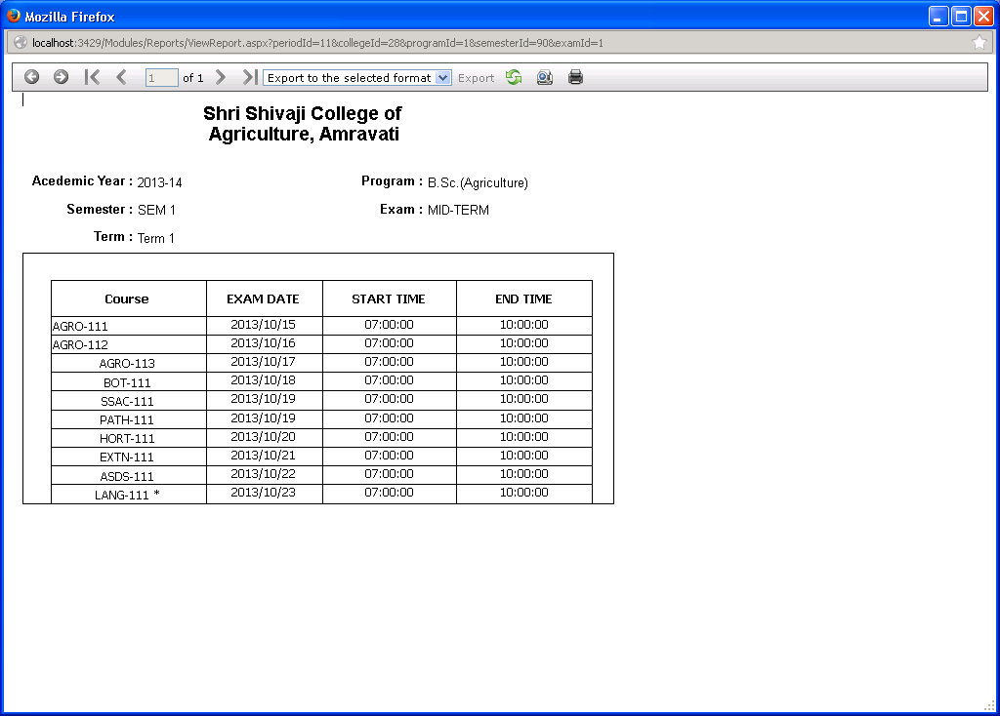 Mozilla Firefox
localhost:3429/Modules/Reports/ViewReport.aspx?periodId=11&collegeId=28&programId=1&semesterId=90&examId=1
1 of 1 Export to the selected format Export
Shri Shivaji College of
Agriculture, Amravati
Acedemic Year : 2013-14 Program : B.Sc.(Agriculture)
Semester : SEM 1 Exam : MID-TERM
Term : Term 1
Course EXAM DATE START TIME END TIME
AGRO-111 2013/10/15 07:00:00 10:00:00
AGRO-112 2013/10/16 07:00:00 10:00:00
AGRO-113 2013/10/17 07:00:00 10:00:00
BOT-111 2013/10/18 07:00:00 10:00:00
SSAC-111 2013/10/19 07:00:00 10:00:00
PATH-111 2013/10/19 07:00:00 10:00:00
HORT-111 2013/10/20 07:00:00 10:00:00
EXTN-111 2013/10/21 07:00:00 10:00:00
ASDS-111 2013/10/22 07:00:00 10:00:00
LANG-111 * 2013/10/23 07:00:00 10:00:00